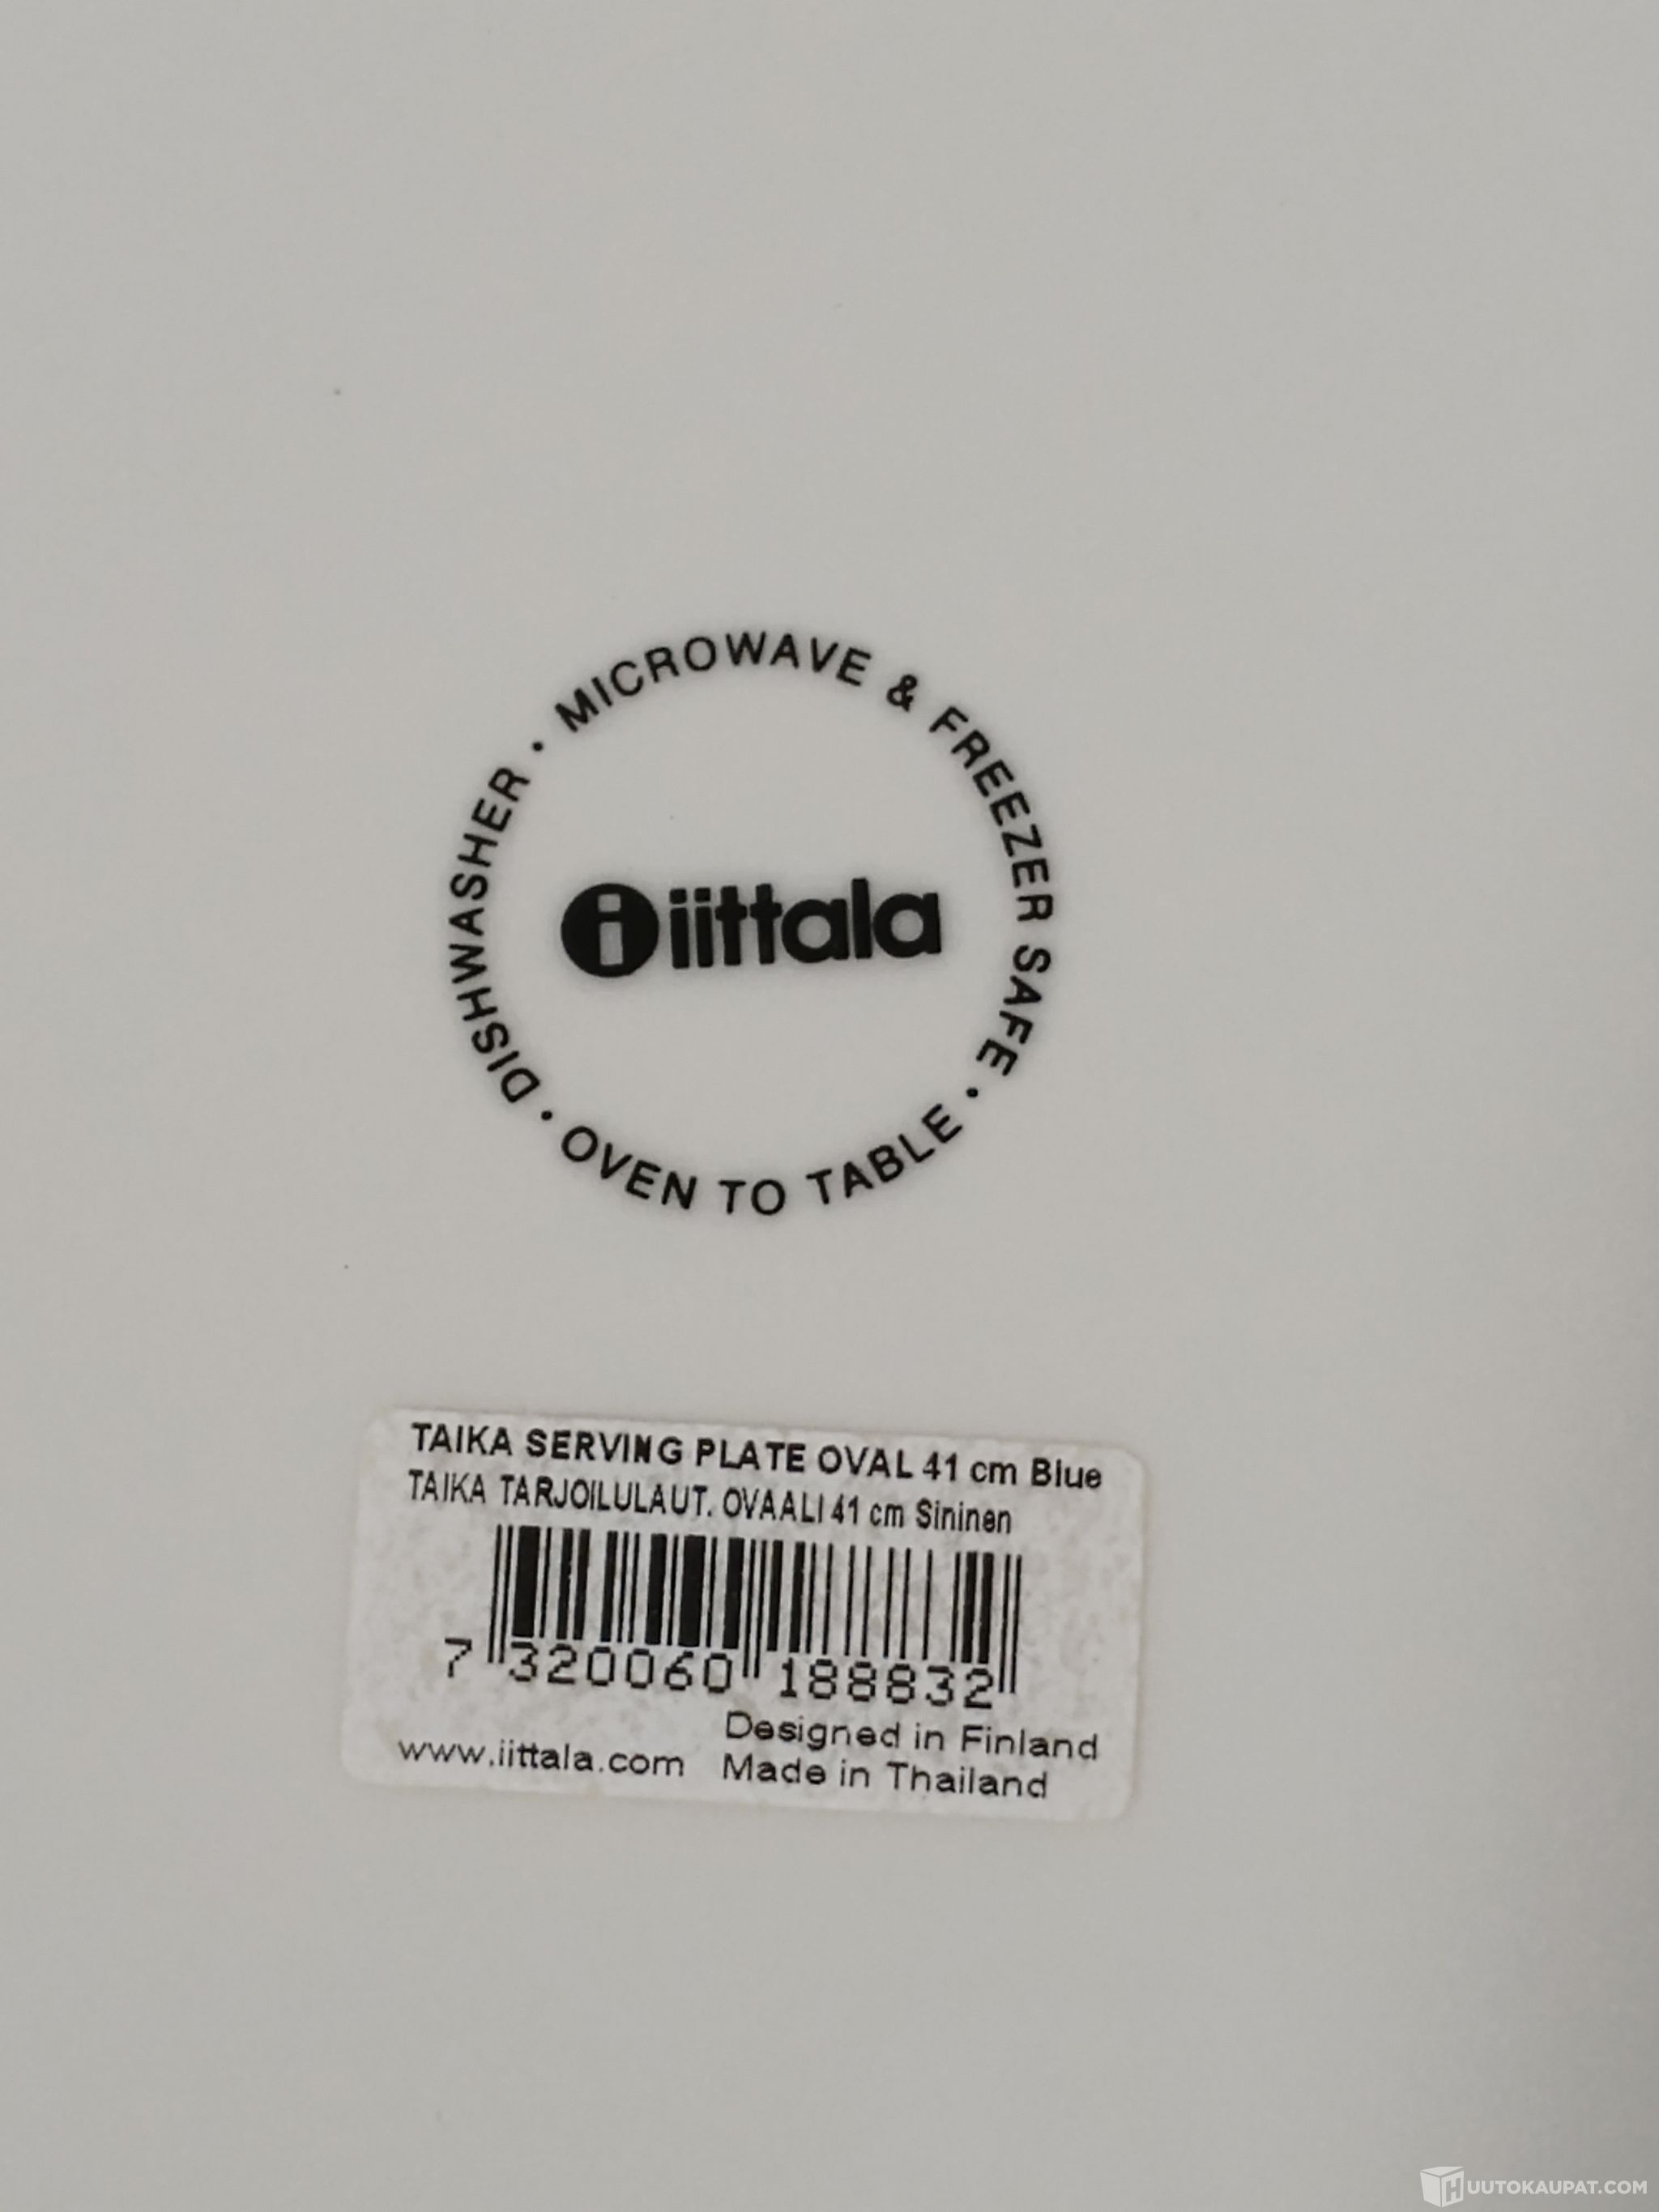 MICROWAVE & FREEZER SAFE • OVEN TO TABLE • DISHWASHER •
i iittala
TAIKA SERVING PLATE OVAL 41 cm Blue
TAIKA TARJOILULAUT. OVAALI 41 cm Sininen
7 320060 188832
Designed in Finland
www.iittala.com Made in Thailand
HUUTOKAUPAT.COM